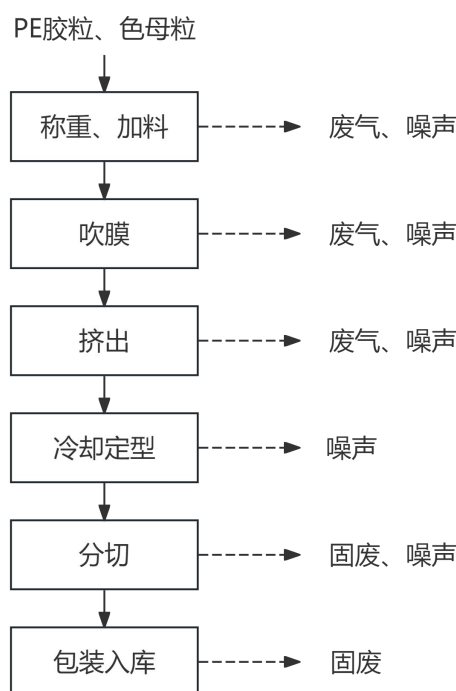 PE胶粒、色母粒
称重、加料
废气、噪声
吹膜
废气、噪声
挤出
废气、噪声
冷却定型
噪声
分切
固废、噪声
包装入库
固废